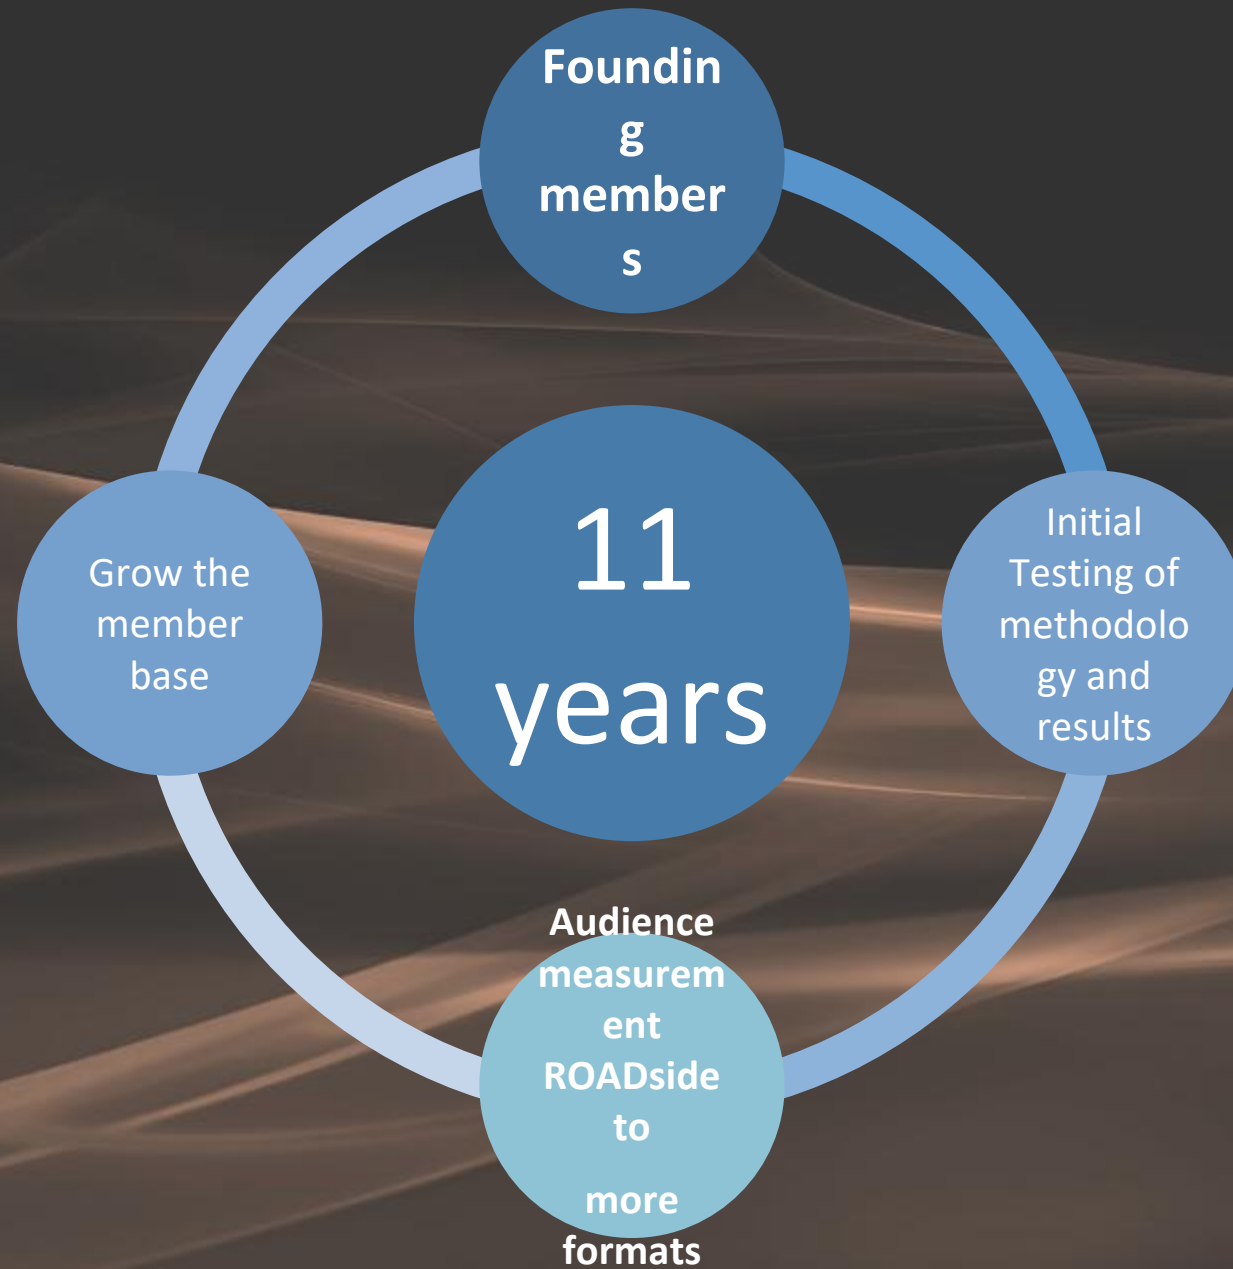 Foundin
g
member
s
11
years
Grow the
member
base
Initial
Testing of
methodolo
gy and
results
Audience
measurem
ent
ROADside
to
more
formats